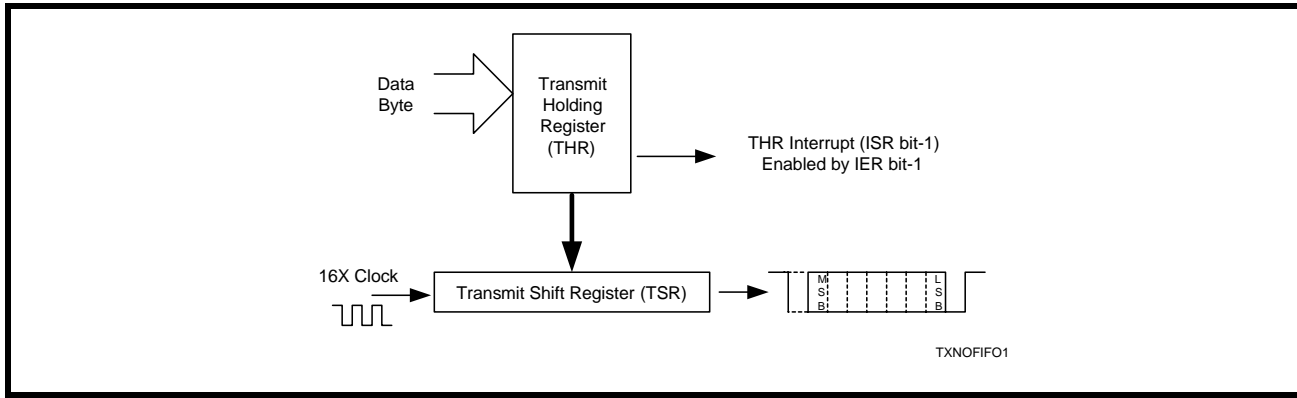 Data
Byte
Transmit
Holding
Register
(THR)
THR Interrupt (ISR bit-1)
Enabled by IER bit-1
16X Clock
Transmit Shift Register (TSR)
M
S
B
L
S
B
TXNOFIFO1